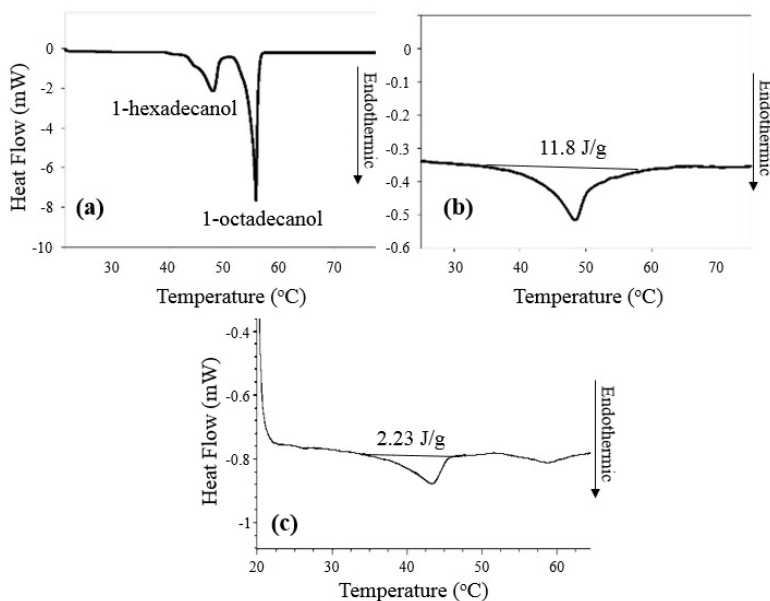 0
-2
-4
-6
-8
-10
Heat Flow (mW)
1-hexadecanol
1-octadecanol
Endothermic
(a)
30 40 50 60 70
Temperature (°C)
0
-0.1
-0.2
-0.3
-0.4
-0.5
-0.6
11.8 J/g
Endothermic
(b)
30 40 50 60 70
Temperature (°C)
-0.4
-0.6
-0.8
-1
Heat Flow (mW)
2.23 J/g
Endothermic
(c)
20 30 40 50 60
Temperature (°C)